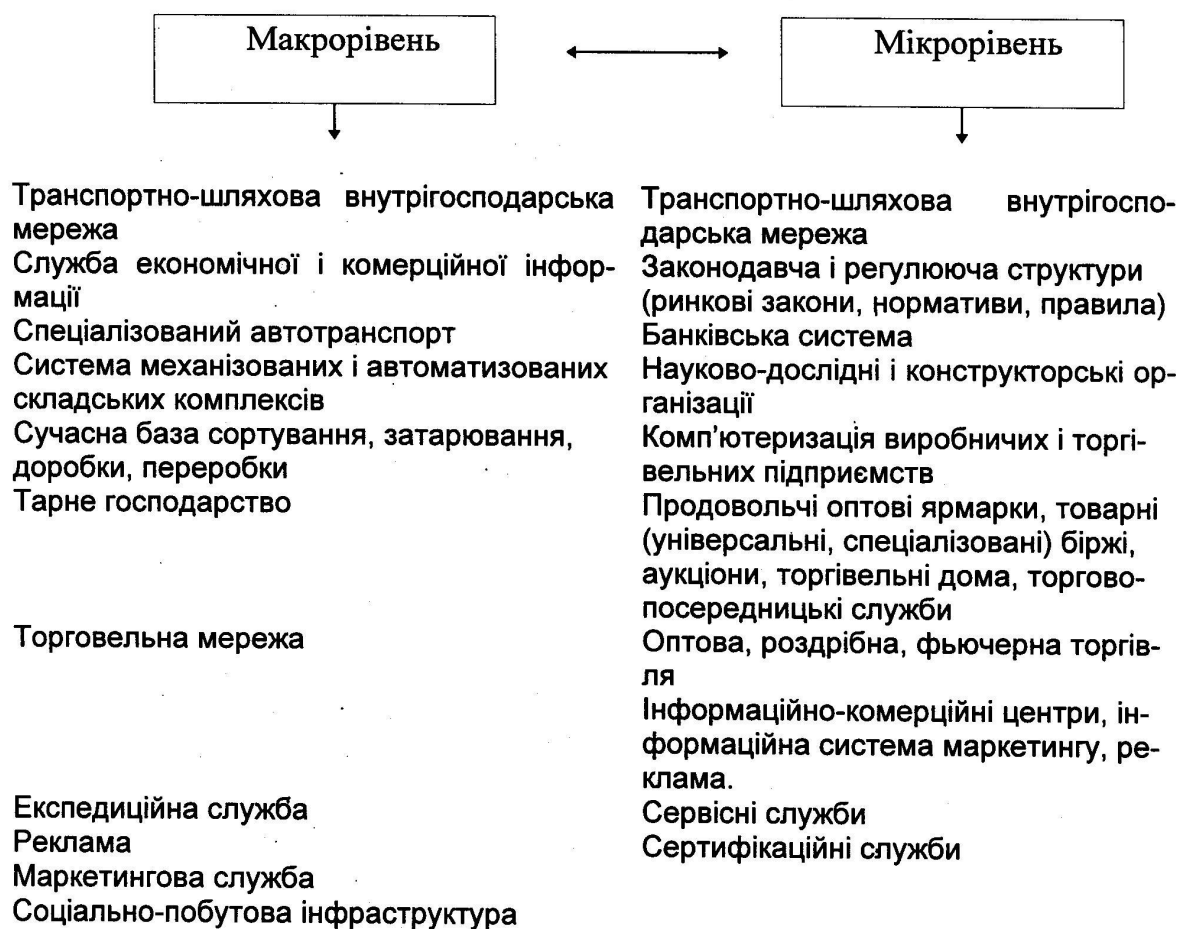 Макрорівень
Мікрорівень
Транспортно-шляхова внутрігосподарська
мережа
Служба економічної і комерційної інфор-
мації
Спеціалізований автотранспорт
Система механізованих і автоматизованих
складських комплексів
Сучасна база сортування, затарювання,
доробки, переробки
Тарне господарство
Торговельна мережа
Експедиційна служба
Реклама
Маркетингова служба
Соціально-побутова інфраструктура
Транспортно-шляхова внутрігоспо-
дарська мережа
Законодавча і регулююча структури
(ринкові закони, нормативи, правила)
Банківська система
Науково-дослідні і конструкторські ор-
ганізації
Комп'ютеризація виробничих і торгі-
вельних підприємств
Продовольчі оптові ярмарки, товарні
(універсальні, спеціалізовані) біржі,
аукціони, торгівельні дома, торгово-
посередницькі служби
Оптова, роздрібна, фьючерна торгів-
ля
Інформаційно-комерційні центри, ін-
формаційна система маркетингу, ре-
клама.
Сервісні служби
Сертифікаційні служби